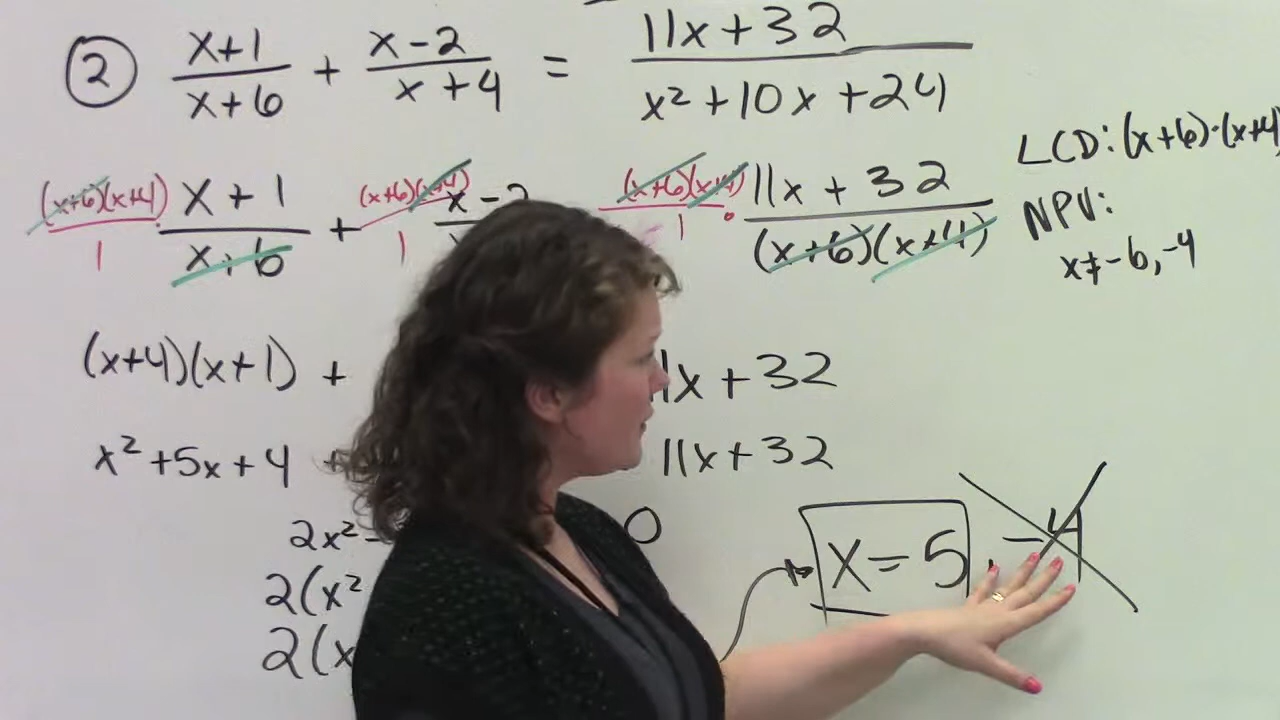 ② x+1/x+6 + x-2/x+4 = 11x+32/x²+10x+24
LCD: (x+6)·(x+4)
NPV:
x≠-6,-4
(x+6)(x+4)/1 · x+1/x+6 + (x+6)(x+4)/1 x-2 (x+6)(x+4)/1 · 11x+32/(x+6)(x+4)
(x+4)(x+1) + 11x+32
x²+5x+4 11x+32
2x² 0
2(x²
2(x
x=5, -4